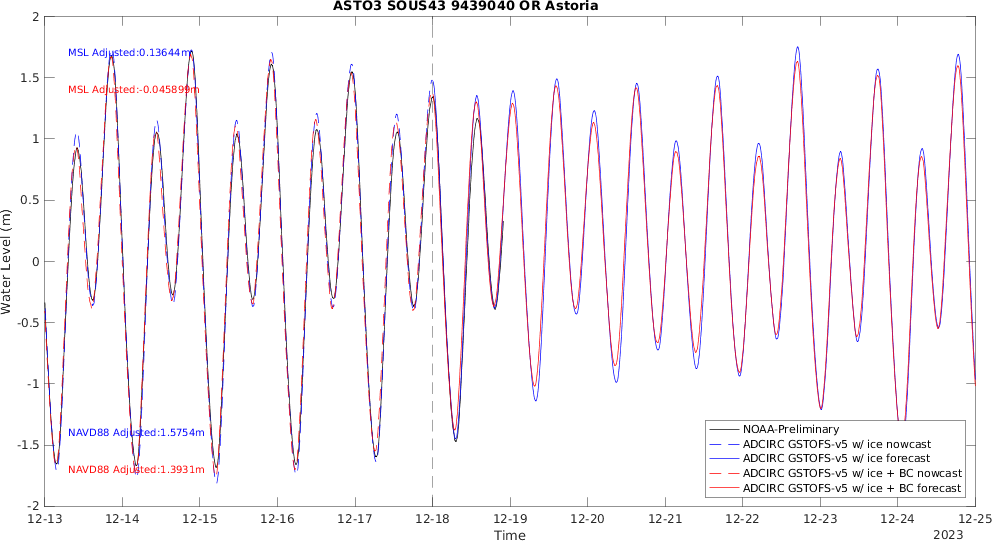 ASTO3 SOUS43 9439040 OR Astoria
MSL Adjusted:0.13644m
MSL Adjusted:-0.045899m
NAVD88 Adjusted:1.5754m
NAVD88 Adjusted:1.3931m
Water Level (m)
2
1.5
1
0.5
0
-0.5
-1
-1.5
-2
NOAA-Preliminary
ADCIRC GSTOFS-v5 w/ ice nowcast
ADCIRC GSTOFS-v5 w/ ice forecast
ADCIRC GSTOFS-v5 w/ ice + BC nowcast
ADCIRC GSTOFS-v5 w/ ice + BC forecast
12-13 12-14 12-15 12-16 12-17 12-18 12-19 12-20 12-21 12-22 12-23 12-24 12-25
Time
2023